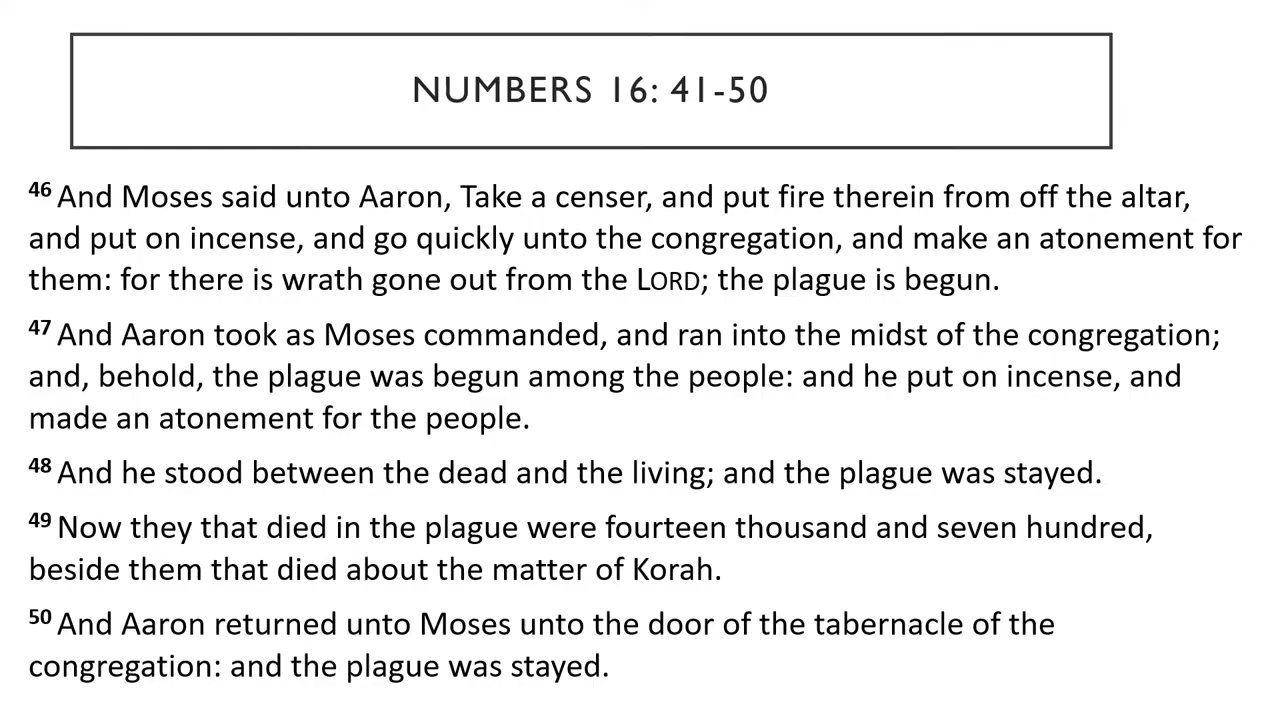 NUMBERS 16: 41-50
46 And Moses said unto Aaron, Take a censer, and put fire therein from off the altar,
and put on incense, and go quickly unto the congregation, and make an atonement for
them: for there is wrath gone out from the LORD; the plague is begun.
47 And Aaron took as Moses commanded, and ran into the midst of the congregation;
and, behold, the plague was begun among the people: and he put on incense, and
made an atonement for the people.
48 And he stood between the dead and the living; and the plague was stayed.
49 Now they that died in the plague were fourteen thousand and seven hundred,
beside them that died about the matter of Korah.
50 And Aaron returned unto Moses unto the door of the tabernacle of the
congregation: and the plague was stayed.